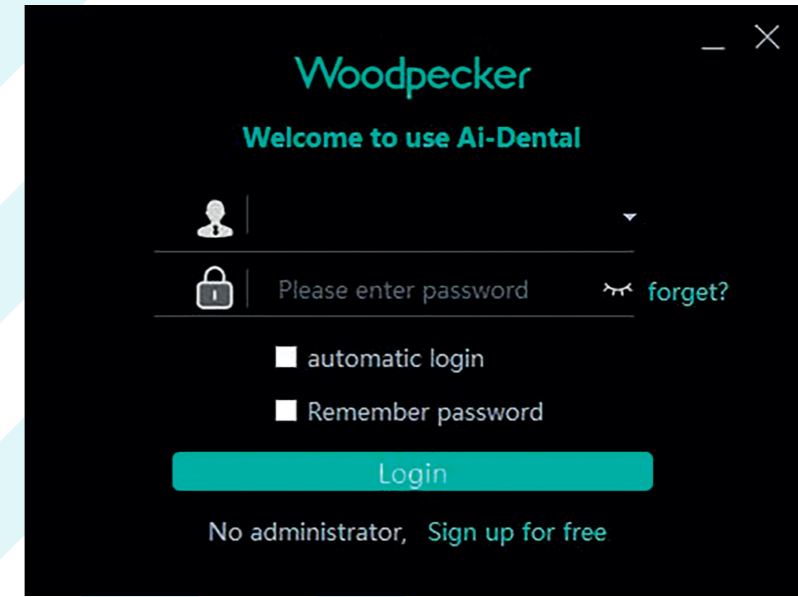 Woodpecker
Welcome to use Ai-Dental
Please enter password forget?
automatic login
Remember password
Login
No administrator, Sign up for free